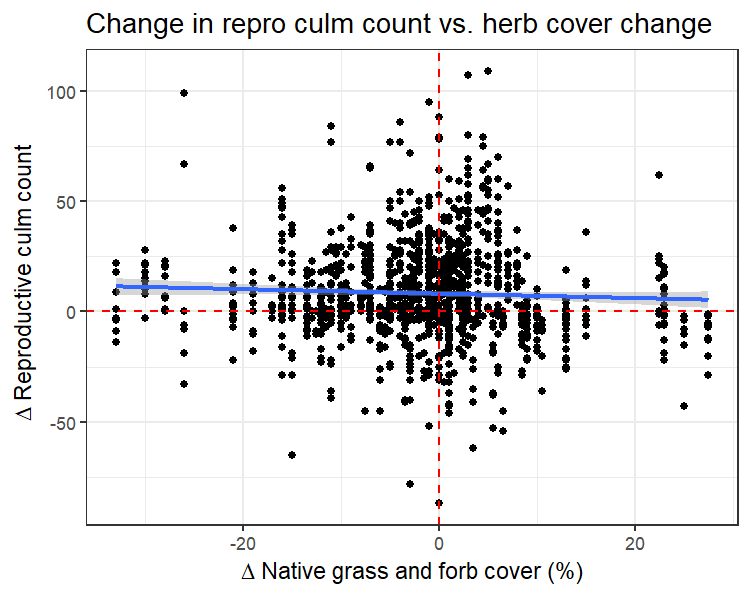 Change in repro culm count vs. herb cover change
Δ Reproductive culm count
100
50
0
-50
-20
0
20
Δ Native grass and forb cover (%)